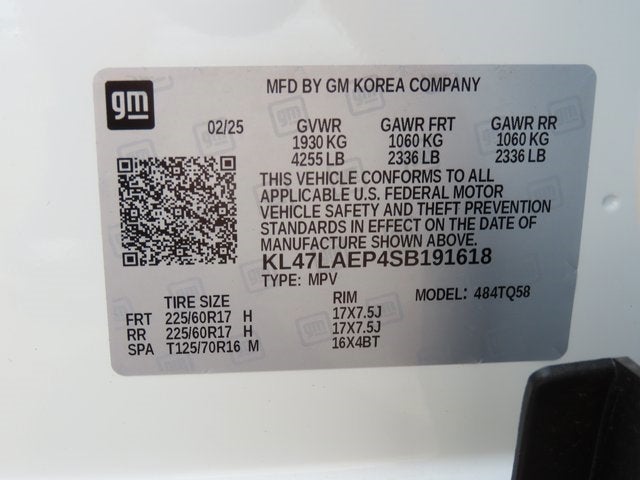 gm
MFD BY GM KOREA COMPANY
02/25 GVWR GAWR FRT GAWR RR
1930 KG 1060 KG 1060 KG
4255 LB 2336 LB 2336 LB
THIS VEHICLE CONFORMS TO ALL
APPLICABLE U.S. FEDERAL MOTOR
VEHICLE SAFETY AND THEFT PREVENTION
STANDARDS IN EFFECT ON THE DATE
OF MANUFACTURE SHOWN ABOVE.
KL47LAEP4SB191618
TYPE: MPV MODEL: 484TQ58
TIRE SIZE RIM
FRT 225/60R17 H 17X7.5J
RR 225/60R17 H 17X7.5J
SPA T125/70R16 M 16X4BT